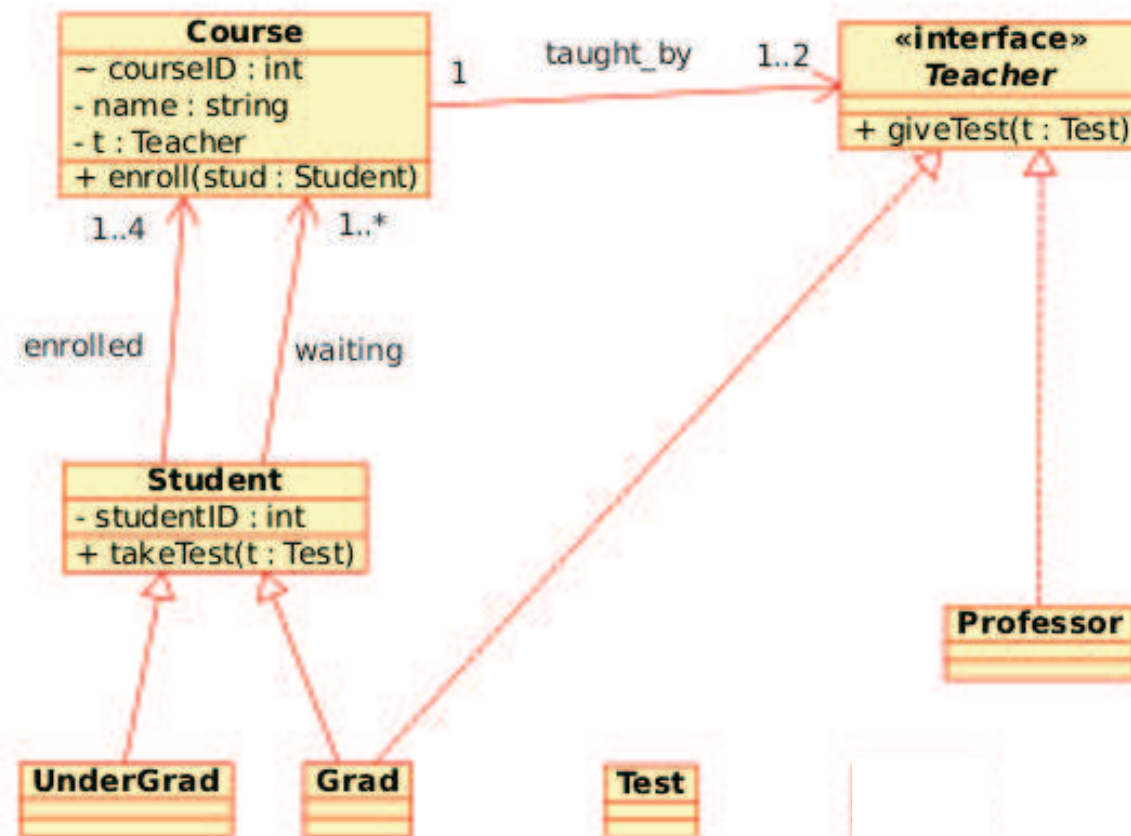 Course
~ courseID : int
- name : string
- t : Teacher
+ enroll(stud : Student)
1
taught_by
1..2
«interface»
Teacher
+ giveTest(t : Test)
1..4
1..*
enrolled
waiting
Student
- studentID : int
+ takeTest(t : Test)
Professor
UnderGrad
Grad
Test